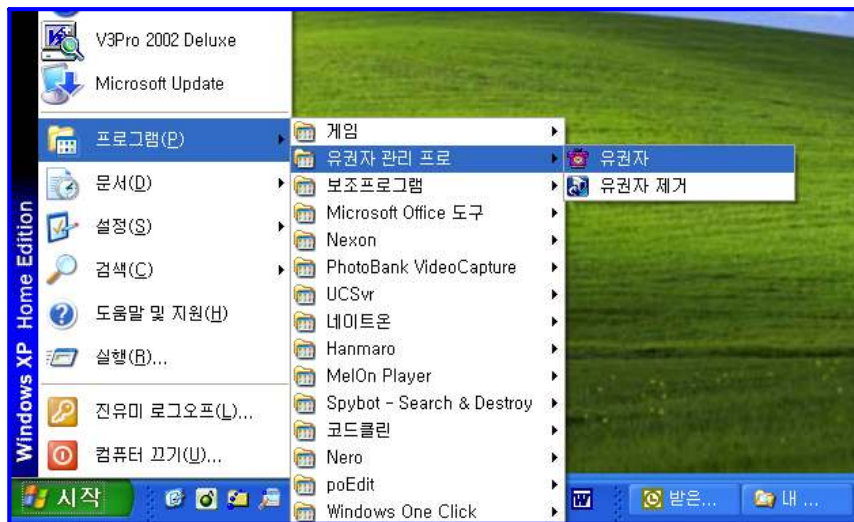 Windows XP Home Edition
V3Pro 2002 Deluxe
Microsoft Update
프로그램(P)
문서(D)
설정(S)
검색(C)
도움말 및 지원(H)
실행(R)...
진유미 로그오프(L)...
컴퓨터 끄기(U)...
게임
유권자 관리 프로
보조프로그램
Microsoft Office 도구
Nexon
PhotoBank VideoCapture
UCSvr
네이트온
Hanmaro
MelOn Player
Spybot - Search & Destroy
코드클린
Nero
poEdit
Windows One Click
유권자
유권자 제거
시작
받은...
내 ...